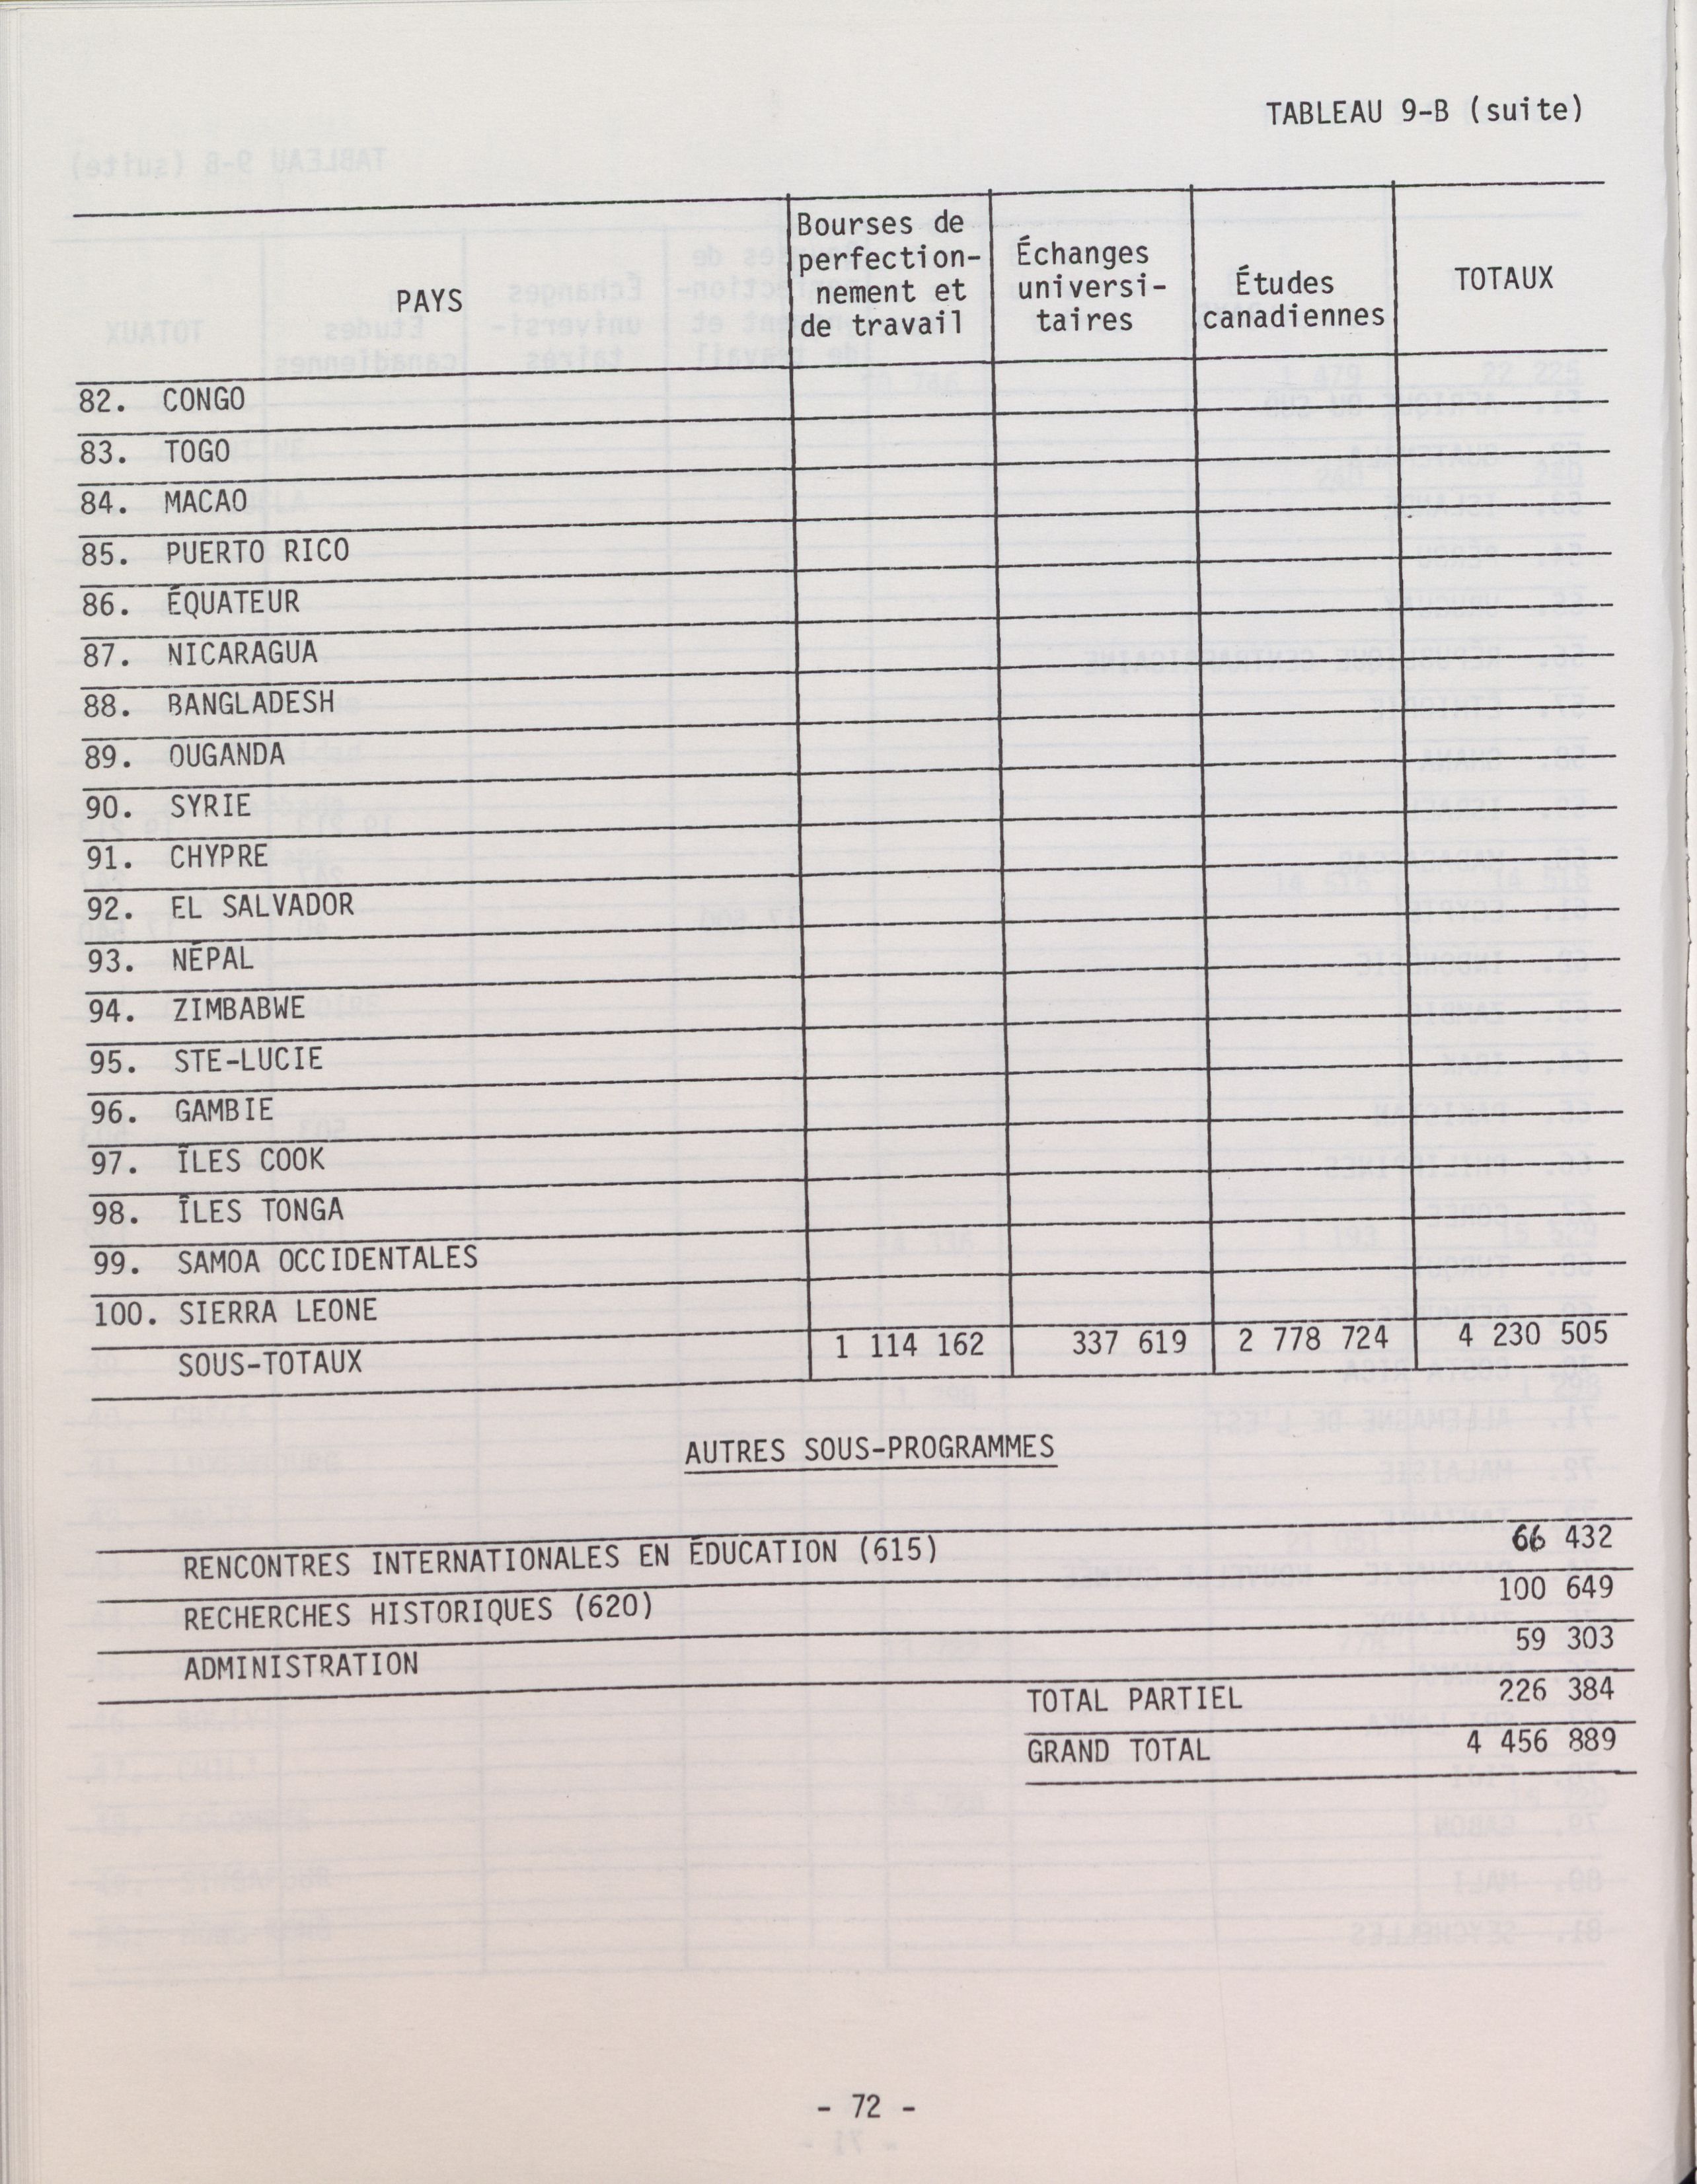 TABLEAU 9-B (suite)
PAYS
Bourses de
perfection-
nement et
de travail
Échanges
universi-
taires
Études
canadiennes
TOTAUX
82. CONGO
83. TOGO
84. MACAO
85. PUERTO RICO
86. ÉQUATEUR
87. NICARAGUA
88. BANGLADESH
89. OUGANDA
90. SYRIE
91. CHYPRE
92. EL SALVADOR
93. NÉPAL
94. ZIMBABWE
95. STE-LUCIE
96. GAMBIE
97. ÎLES COOK
98. ÎLES TONGA
99. SAMOA OCCIDENTALES
100. SIERRA LEONE
SOUS-TOTAUX 1 114 162 337 619 2 778 724 4 230 505
AUTRES SOUS-PROGRAMMES
RENCONTRES INTERNATIONALES EN ÉDUCATION (615) 66 432
RECHERCHES HISTORIQUES (620) 100 649
ADMINISTRATION 59 303
TOTAL PARTIEL 226 384
GRAND TOTAL 4 456 889
- 72 -